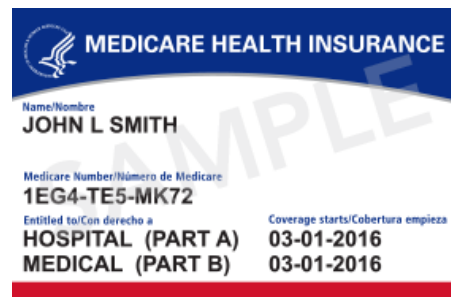 MEDICARE HEALTH INSURANCE
Name/Nombre
JOHN L SMITH
Medicare Number/Número de Medicare
1EG4-TE5-MK72
Entitled to/Con derecho a Coverage starts/Cobertura empieza
HOSPITAL (PART A) 03-01-2016
MEDICAL (PART B) 03-01-2016
SAMPLE